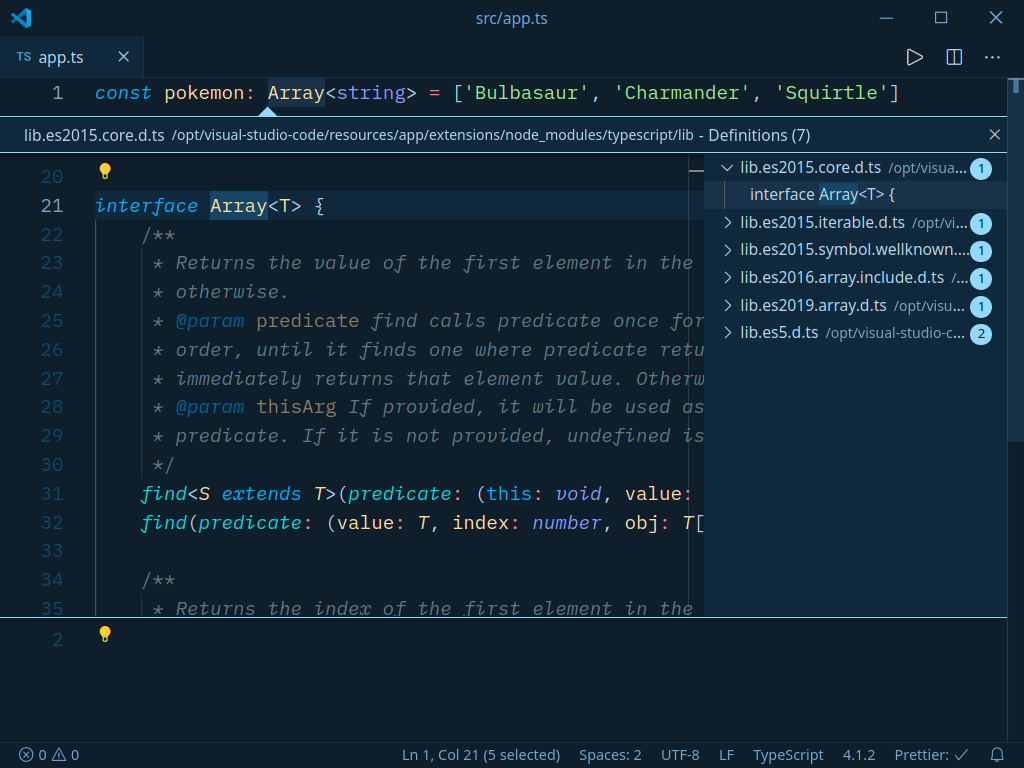 src/app.ts
TS app.ts
1 const pokemon: Array<string> = ['Bulbasaur', 'Charmander', 'Squirtle']
lib.es2015.core.d.ts /opt/visual-studio-code/resources/app/extensions/node_modules/typescript/lib - Definitions (7)
20
21 interface Array<T> {
22 /**
23 * Returns the value of the first element in the
24 * otherwise.
25 * @param predicate find calls predicate once for
26 * order, until it finds one where predicate retu
27 * immediately returns that element value. Otherw
28 * @param thisArg If provided, it will be used as
29 * predicate. If it is not provided, undefined is
30 */
31 find<S extends T>(predicate: (this: void, value:
32 find(predicate: (value: T, index: number, obj: T[
33
34 /**
35 * Returns the index of the first element in the
lib.es2015.core.d.ts /opt/visua... 1
interface Array<T> {
lib.es2015.iterable.d.ts /opt/vi... 1
lib.es2015.symbol.wellknown.... 1
lib.es2016.array.include.d.ts /... 1
lib.es2019.array.d.ts /opt/visu... 1
lib.es5.d.ts /opt/visual-studio-c... 2
2
0 0 Ln 1, Col 21 (5 selected) Spaces: 2 UTF-8 LF TypeScript 4.1.2 Prettier: ✓